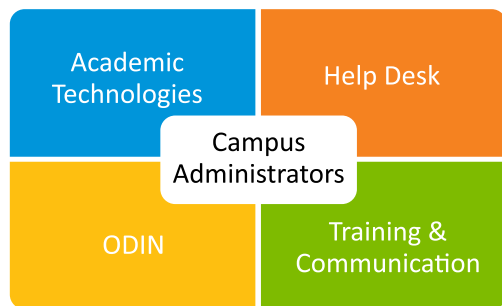 Academic
Technologies
Help Desk
Campus
Administrators
ODIN
Training &
Communication